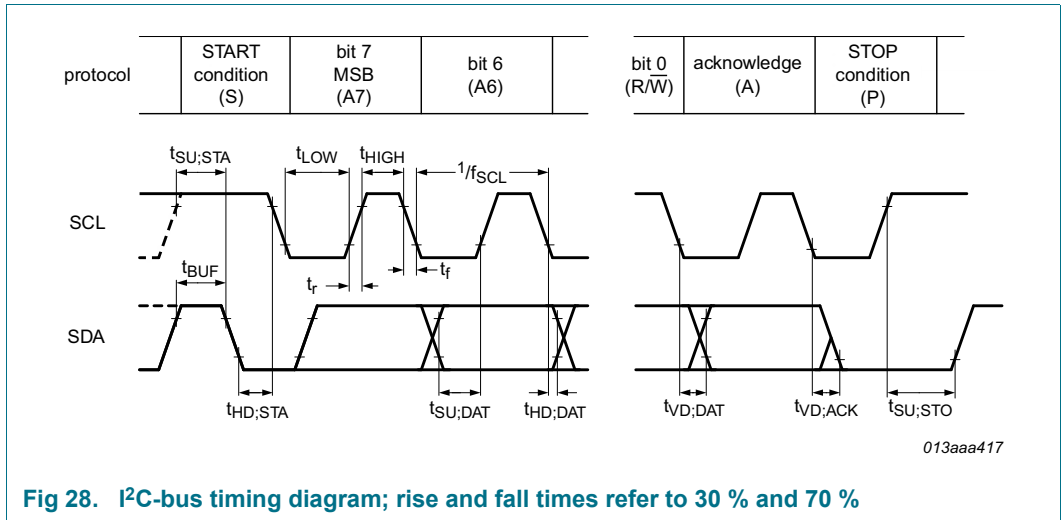 protocol
START condition (S)
bit 7 MSB (A7)
bit 6 (A6)
bit 0 (R/W̅)
acknowledge (A)
STOP condition (P)
tSU;STA
tLOW
tHIGH
1/fSCL
SCL
tBUF
tr
tf
SDA
tHD;STA
tSU;DAT
tHD;DAT
tVD;DAT
tVD;ACK
tSU;STO
013aaa417
Fig 28. I²C-bus timing diagram; rise and fall times refer to 30 % and 70 %